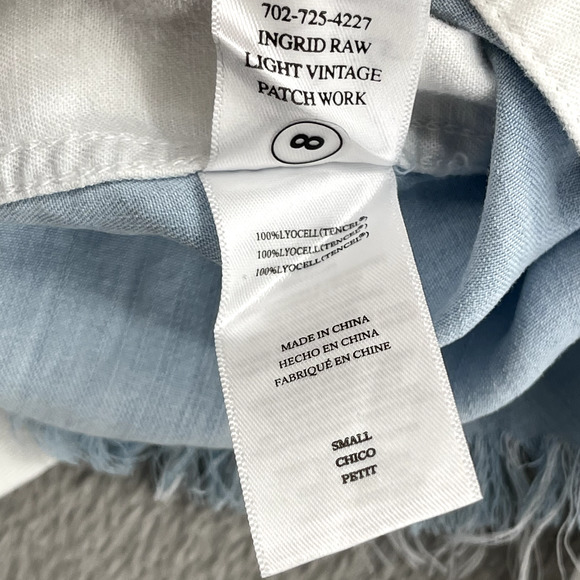 702-725-4227
INGRID RAW
LIGHT VINTAGE
PATCH WORK
8
100%LYOCELL(TENCEL®)
100%LYOCELL(TENCEL®)
100%LYOCELL(TENCEL®)
MADE IN CHINA
HECHO EN CHINA
FABRIQUÉ EN CHINE
SMALL
CHICO
PETIT